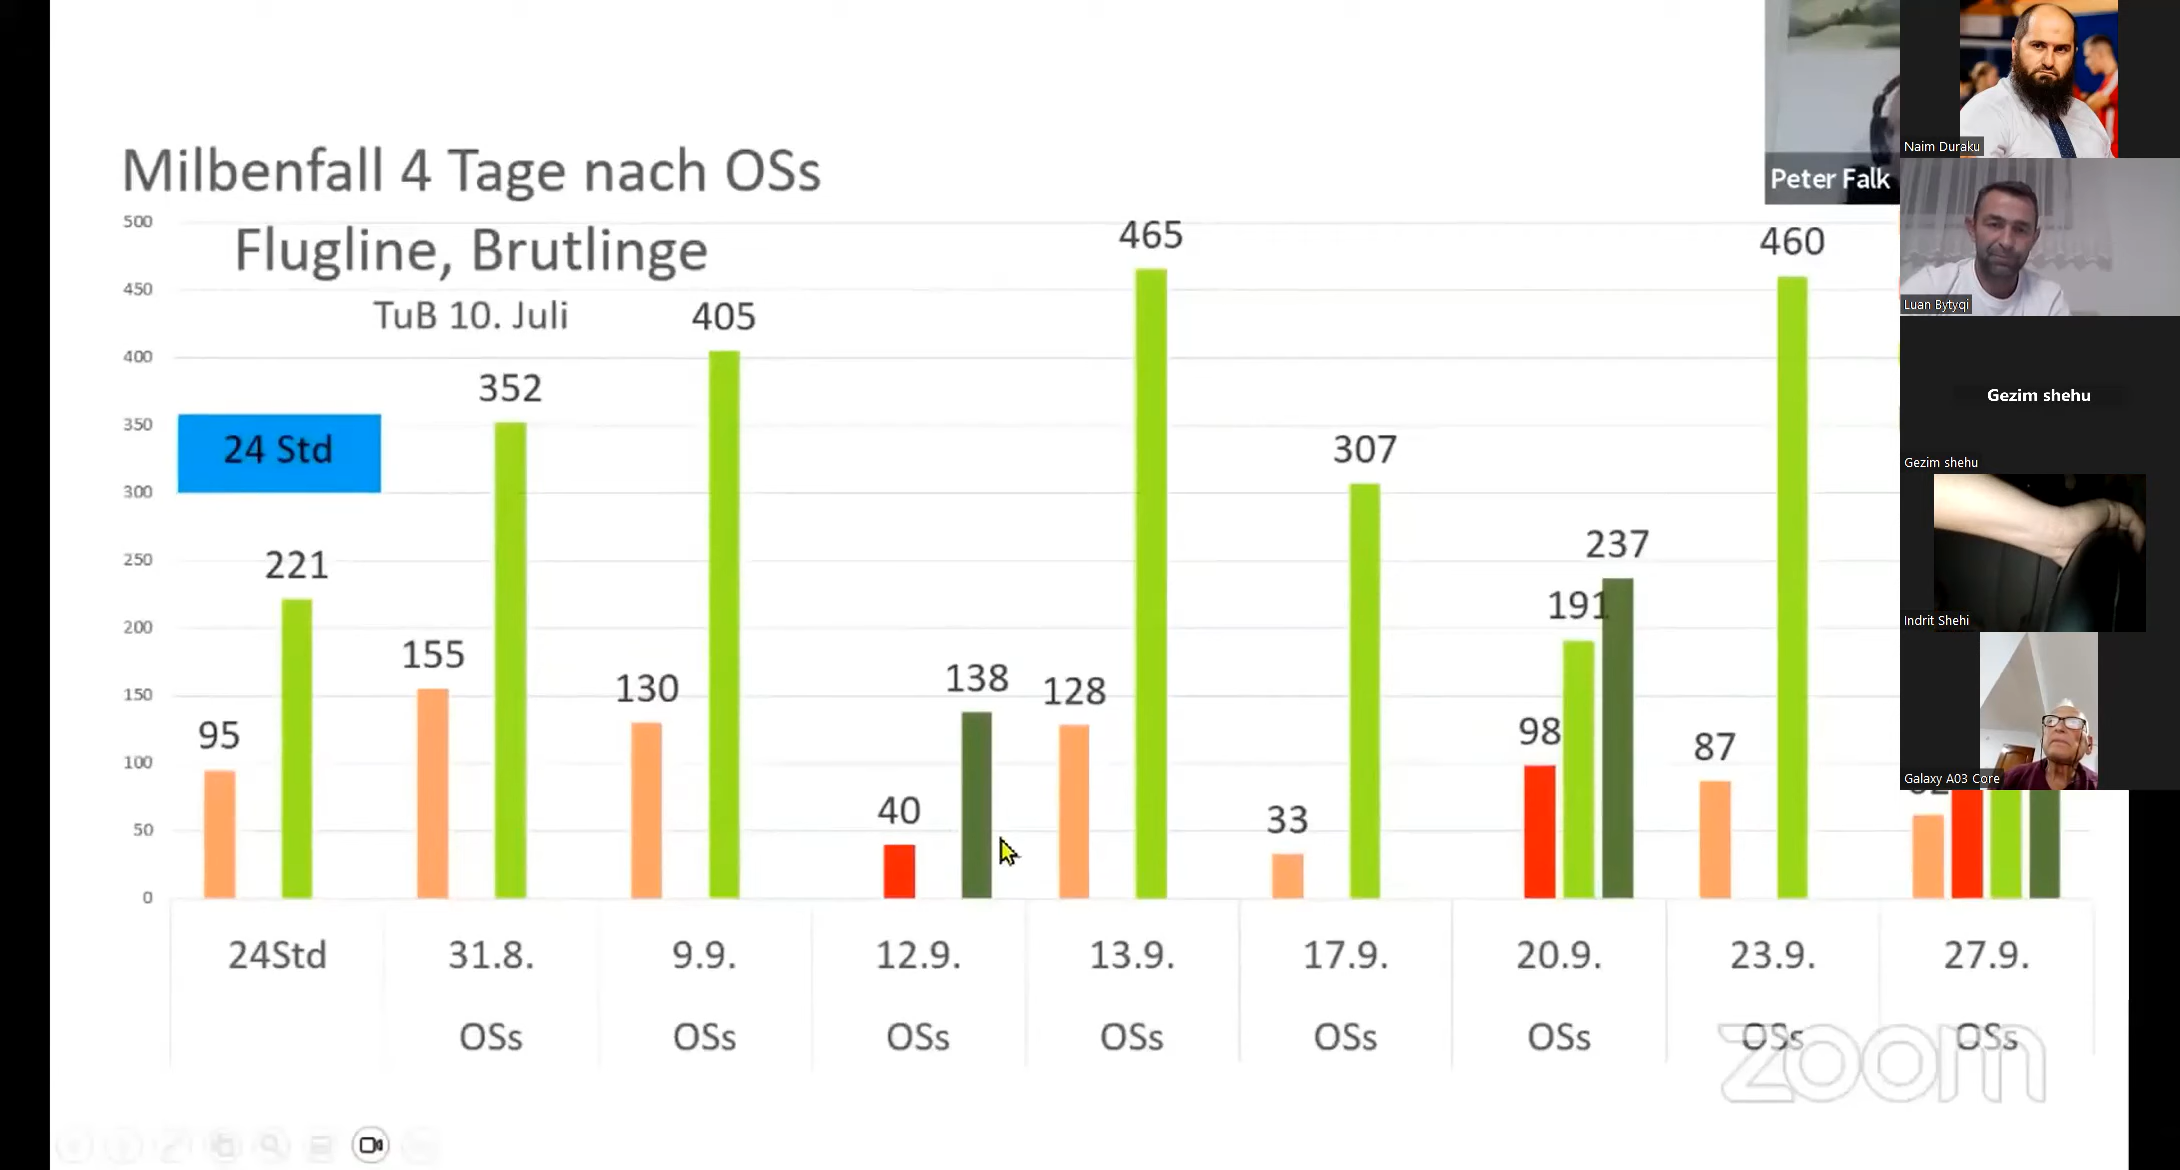 Milbenfall 4 Tage nach OSs
Flugline, Brutlinge
TuB 10. Juli
24 Std
500
450
400
350
300
250
200
150
100
50
0
95
221
155
352
130
405
40
138
128
465
33
307
98
191
237
87
460
24Std
31.8.
9.9.
12.9.
13.9.
17.9.
20.9.
23.9.
27.9.
OSs
OSs
OSs
OSs
OSs
OSs
OSs
OSs
zoom
Peter Falk
Naim Duraku
Luan Bytyqi
Gezim shehu
Gezim shehu
Indrit Shehi
Galaxy A03 Core